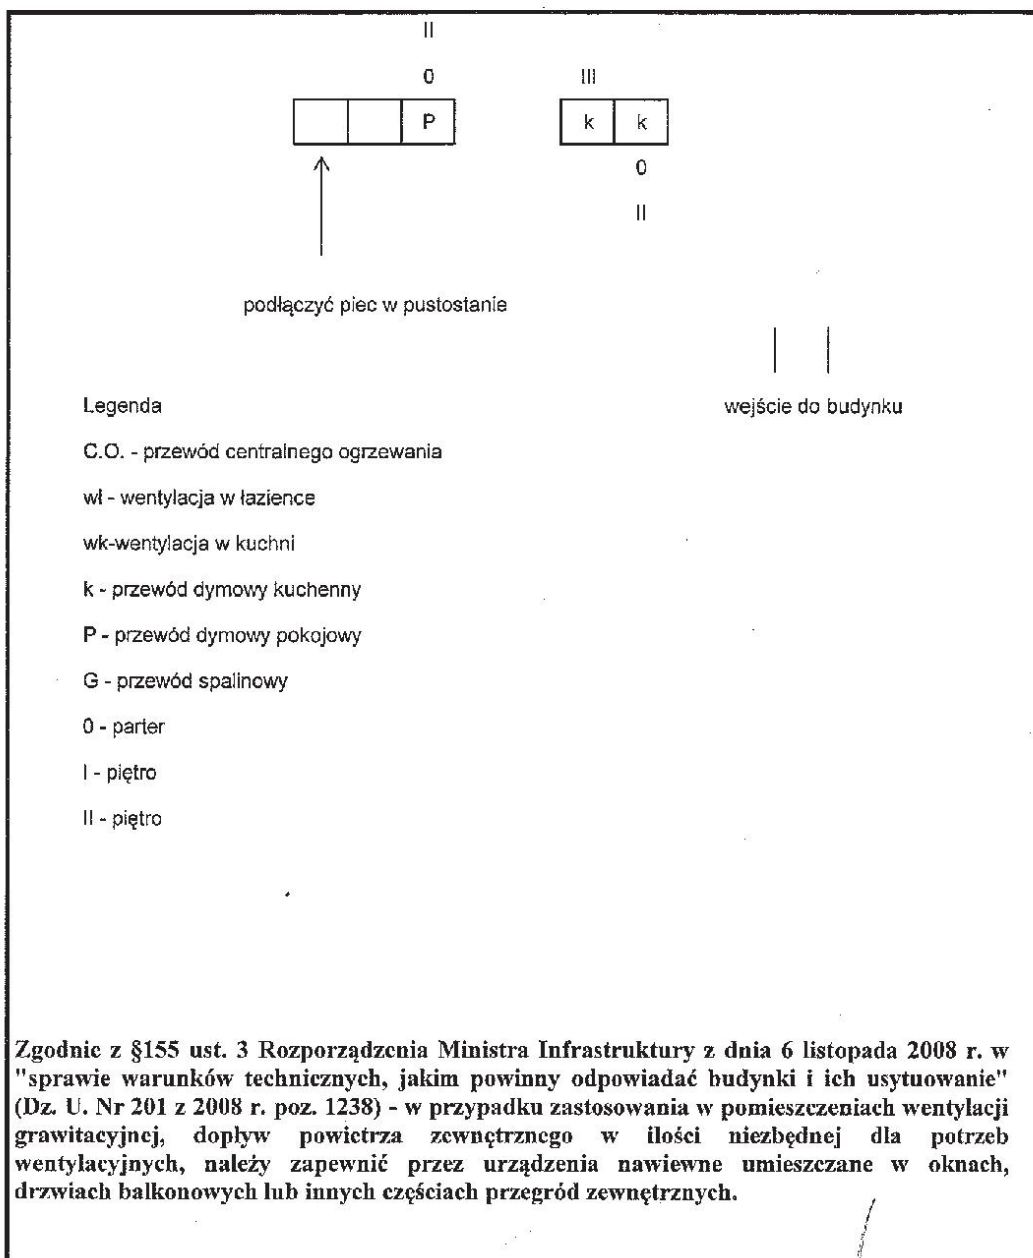 II
0 III
P k k
0
II
podłączyć piec w pustostanie
Legenda wejście do budynku
C.O. - przewód centralnego ogrzewania
wł - wentylacja w łazience
wk-wentylacja w kuchni
k - przewód dymowy kuchenny
P - przewód dymowy pokojowy
G - przewód spalinowy
0 - parter
I - piętro
II - piętro
Zgodnie z §155 ust. 3 Rozporządzenia Ministra Infrastruktury z dnia 6 listopada 2008 r. w
"sprawie warunków technicznych, jakim powinny odpowiadać budynki i ich usytuowanie"
(Dz. U. Nr 201 z 2008 r. poz. 1238) - w przypadku zastosowania w pomieszczeniach wentylacji
grawitacyjnej, dopływ powietrza zewnętrznego w ilości niezbędnej dla potrzeb
wentylacyjnych, należy zapewnić przez urządzenia nawiewne umieszczane w oknach,
drzwiach balkonowych lub innych częściach przegród zewnętrznych.